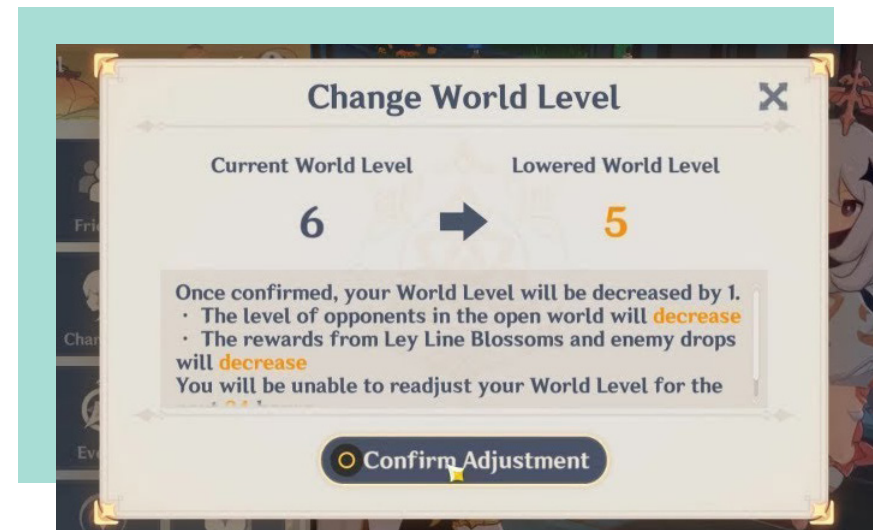 Change World Level
Current World Level
Lowered World Level
6
5
Once confirmed, your World Level will be decreased by 1.
· The level of opponents in the open world will decrease
· The rewards from Ley Line Blossoms and enemy drops
will decrease
You will be unable to readjust your World Level for the
Confirm Adjustment